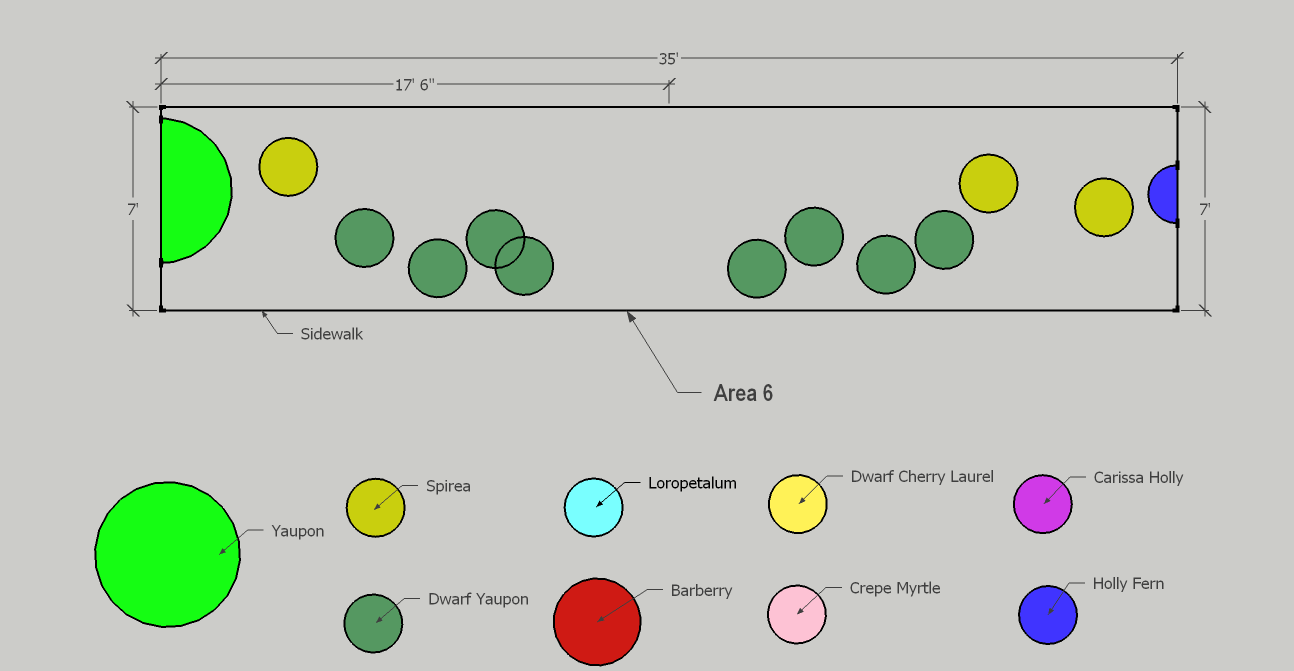 35'
17' 6"
7'
7'
Sidewalk
Area 6
Spirea
Loropetalum
Dwarf Cherry Laurel
Carissa Holly
Yaupon
Dwarf Yaupon
Barberry
Crepe Myrtle
Holly Fern